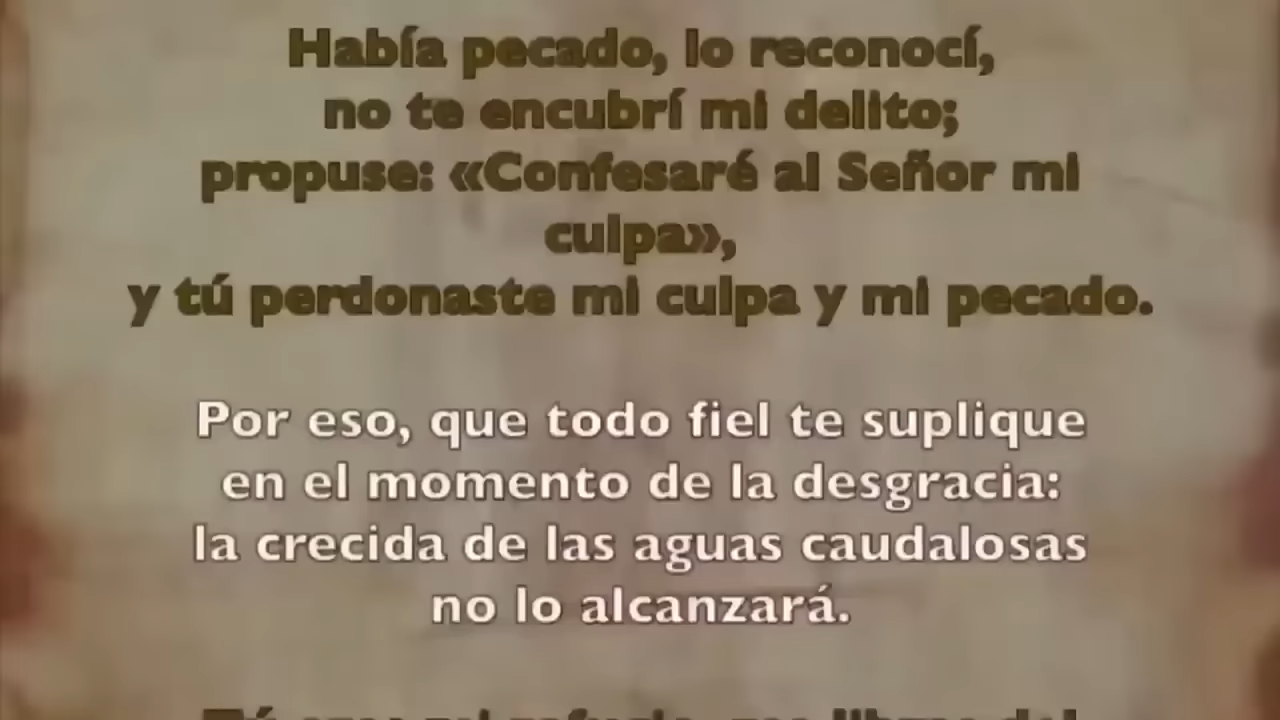 Había pecado, lo reconocí,
no te encubrí mi delito;
propuse: «Confesaré al Señor mi
culpa»,
y tú perdonaste mi culpa y mi pecado.
Por eso, que todo fiel te suplique
en el momento de la desgracia:
la crecida de las aguas caudalosas
no lo alcanzará.